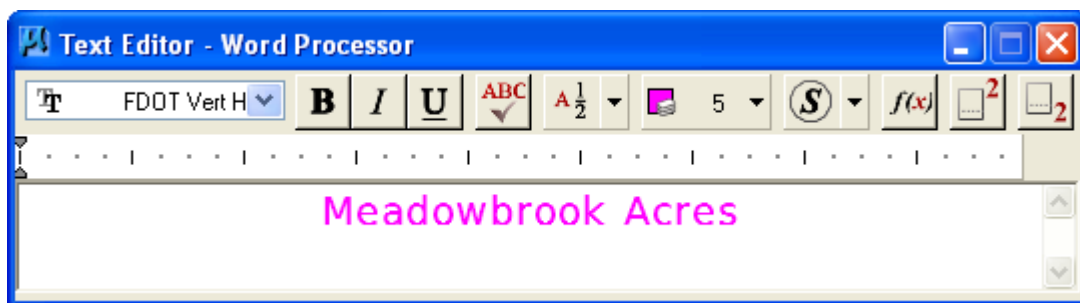 Text Editor - Word Processor
FDOT Vert H B I U ABC A 1/2 5 S f(x) 2 2
Meadowbrook Acres